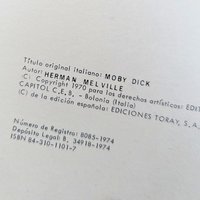 Título original italiano: MOBY DICK
Autor: HERMAN MELVILLE
© Copyright 1970 para los derechos artísticos: EDIT
CAPITOL C.E.B. - Bolonia (Italia)
© de la edición española: EDICIONES TORAY, S.A.
Número de Registro: 8085-1974
Depósito Legal: B. 34918-1974
ISBN: 84-310-1101-7